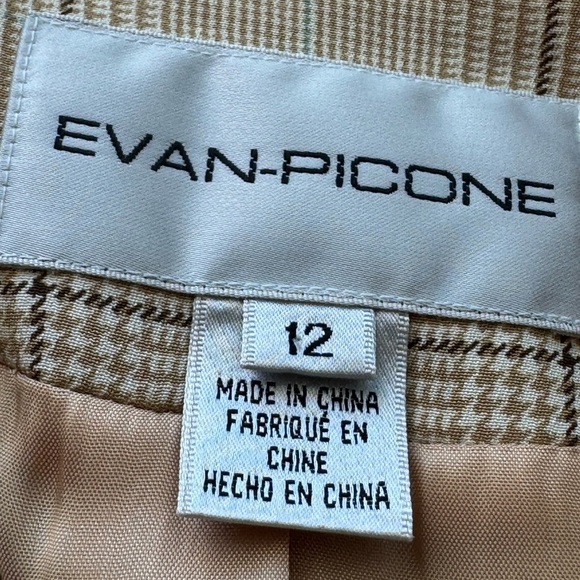 EVAN-PICONE
12
MADE IN CHINA
FABRIQUÉ EN
CHINE
HECHO EN CHINA